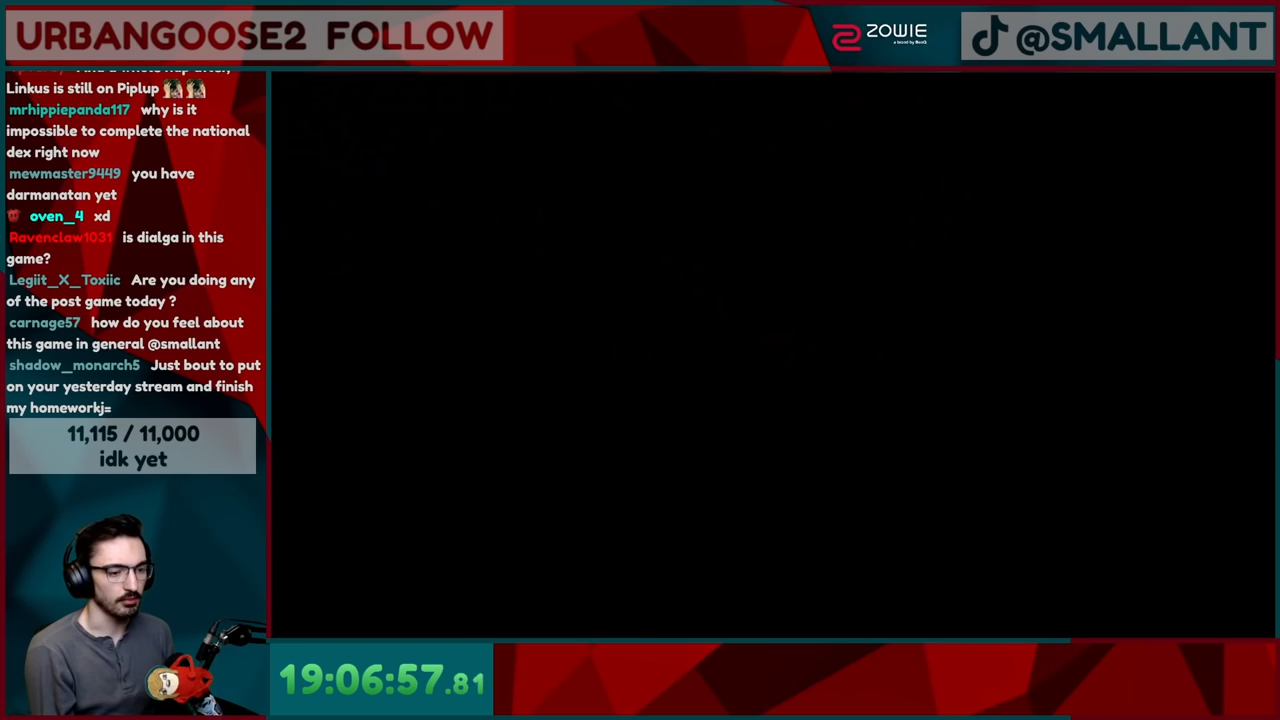 URBANGOOSE2 FOLLOW
ZOWIE
@SMALLANT
Linkus is still on Piplup
mrhippiepanda117 why is it
impossible to complete the national
dex right now
mewmaster9449 you have
darmanatan yet
oven_4 xd
Ravenclaw1031 is dialga in this
game?
Legiit_X_Toxiic Are you doing any
of the post game today ?
carnage57 how do you feel about
this game in general @smallant
shadow_monarch5 Just bout to put
on your yesterday stream and finish
my homeworkj=
11,115 / 11,000
idk yet
19:06:57.81